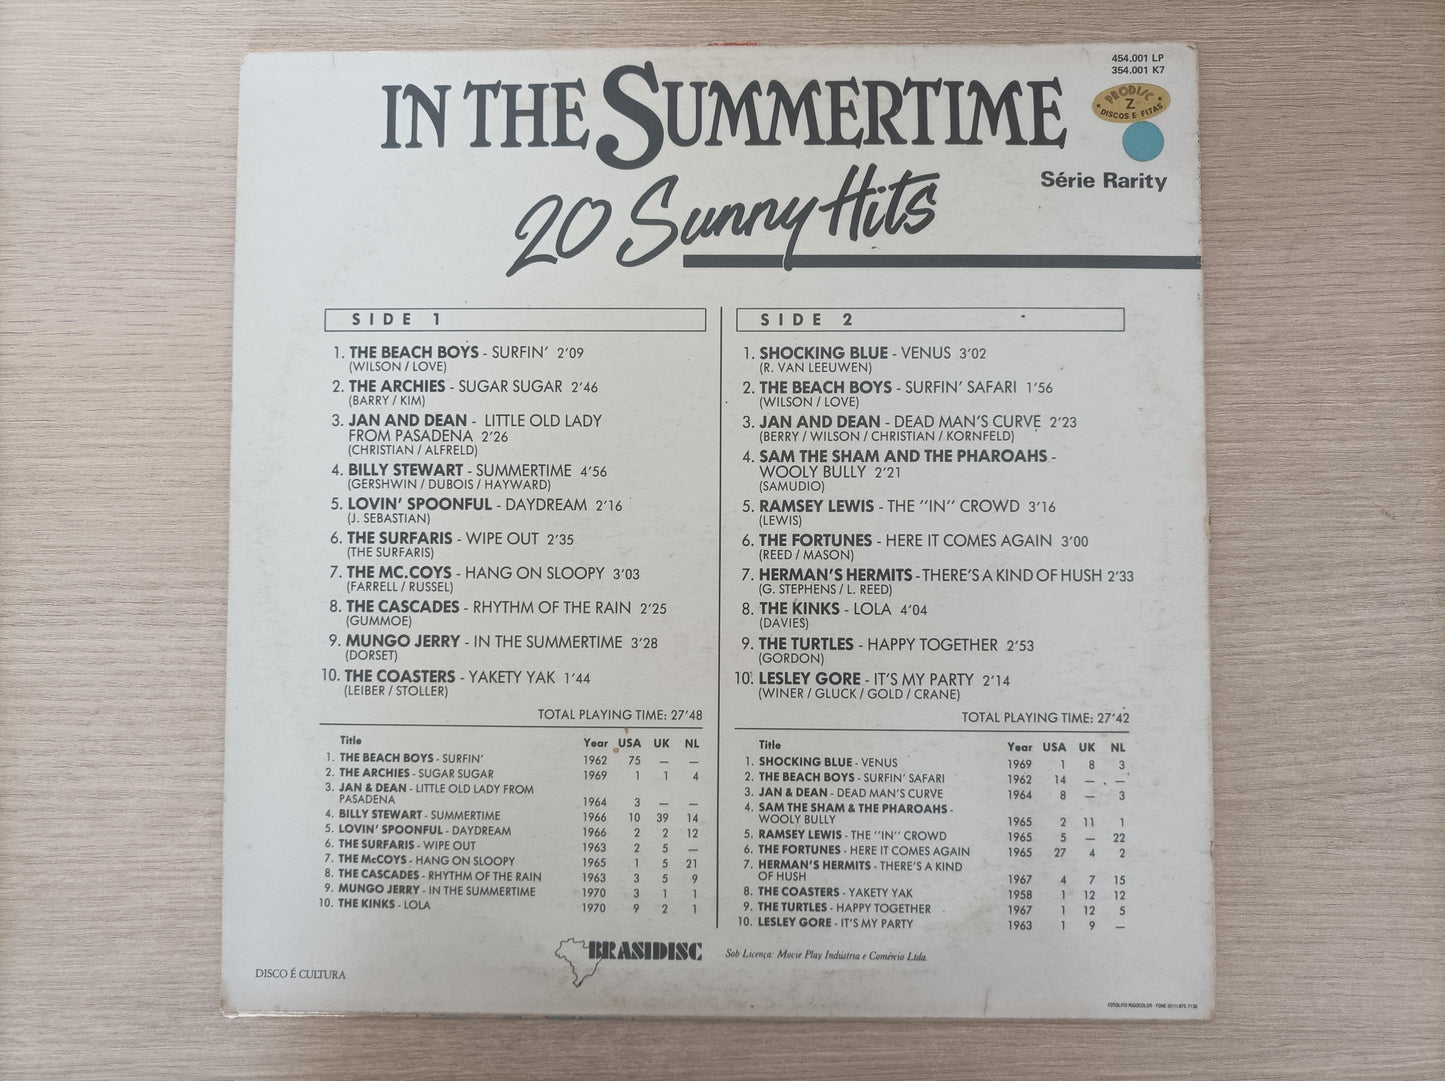 454.001 LP
354.001 K7
IN THE SUMMERTIME
PRODISC
Z
DISCOS E FITAS
Série Rarity
20 Sunny Hits
SIDE 1
1. THE BEACH BOYS - SURFIN' 2'09
(WILSON / LOVE)
2. THE ARCHIES - SUGAR SUGAR 2'46
(BARRY / KIM)
3. JAN AND DEAN - LITTLE OLD LADY
FROM PASADENA 2'26
(CHRISTIAN / ALFRELD)
4. BILLY STEWART - SUMMERTIME 4'56
(GERSHWIN / DUBOIS / HAYWARD)
5. LOVIN' SPOONFUL - DAYDREAM 2'16
(J. SEBASTIAN)
6. THE SURFARIS - WIPE OUT 2'35
(THE SURFARIS)
7. THE MC.COYS - HANG ON SLOOPY 3'03
(FARRELL / RUSSEL)
8. THE CASCADES - RHYTHM OF THE RAIN 2'25
(GUMMOE)
9. MUNGO JERRY - IN THE SUMMERTIME 3'28
(DORSET)
10. THE COASTERS - YAKETY YAK 1'44
(LEIBER / STOLLER)
TOTAL PLAYING TIME: 27'48
Title Year USA UK NL
1. THE BEACH BOYS - SURFIN' 1962 75 — —
2. THE ARCHIES - SUGAR SUGAR 1969 1 1 4
3. JAN & DEAN - LITTLE OLD LADY FROM
PASADENA 1964 3 — —
4. BILLY STEWART - SUMMERTIME 1966 10 39 14
5. LOVIN' SPOONFUL - DAYDREAM 1966 2 2 12
6. THE SURFARIS - WIPE OUT 1963 2 5 —
7. THE McCOYS - HANG ON SLOOPY 1965 1 5 21
8. THE CASCADES - RHYTHM OF THE RAIN 1963 3 5 9
9. MUNGO JERRY - IN THE SUMMERTIME 1970 3 1 1
10. THE KINKS - LOLA 1970 9 2 1
SIDE 2
1. SHOCKING BLUE - VENUS 3'02
(R. VAN LEEUWEN)
2. THE BEACH BOYS - SURFIN' SAFARI 1'56
(WILSON / LOVE)
3. JAN AND DEAN - DEAD MAN'S CURVE 2'23
(BERRY / WILSON / CHRISTIAN / KORNFELD)
4. SAM THE SHAM AND THE PHAROAHS -
WOOLY BULLY 2'21
(SAMUDIO)
5. RAMSEY LEWIS - THE "IN" CROWD 3'16
(LEWIS)
6. THE FORTUNES - HERE IT COMES AGAIN 3'00
(REED / MASON)
7. HERMAN'S HERMITS - THERE'S A KIND OF HUSH 2'33
(G. STEPHENS / L. REED)
8. THE KINKS - LOLA 4'04
(DAVIES)
9. THE TURTLES - HAPPY TOGETHER 2'53
(GORDON)
10. LESLEY GORE - IT'S MY PARTY 2'14
(WINER / GLUCK / GOLD / CRANE)
TOTAL PLAYING TIME: 27'42
Title Year USA UK NL
1. SHOCKING BLUE - VENUS 1969 1 8 3
2. THE BEACH BOYS - SURFIN' SAFARI 1962 14 — —
3. JAN & DEAN - DEAD MAN'S CURVE 1964 8 — 3
4. SAM THE SHAM & THE PHAROAHS -
WOOLY BULLY 1965 2 11 1
5. RAMSEY LEWIS - THE "IN" CROWD 1965 5 — 22
6. THE FORTUNES - HERE IT COMES AGAIN 1965 27 4 2
7. HERMAN'S HERMITS - THERE'S A KIND
OF HUSH 1967 4 7 15
8. THE COASTERS - YAKETY YAK 1958 1 12 12
9. THE TURTLES - HAPPY TOGETHER 1967 1 12 5
10. LESLEY GORE - IT'S MY PARTY 1963 1 9 —
BRASIDISC
Sob Licença: Movie Play Indústria e Comércio Ltda.
DISCO É CULTURA
FOTOLITO INGOCOLOR - FONE (011) 875 7130